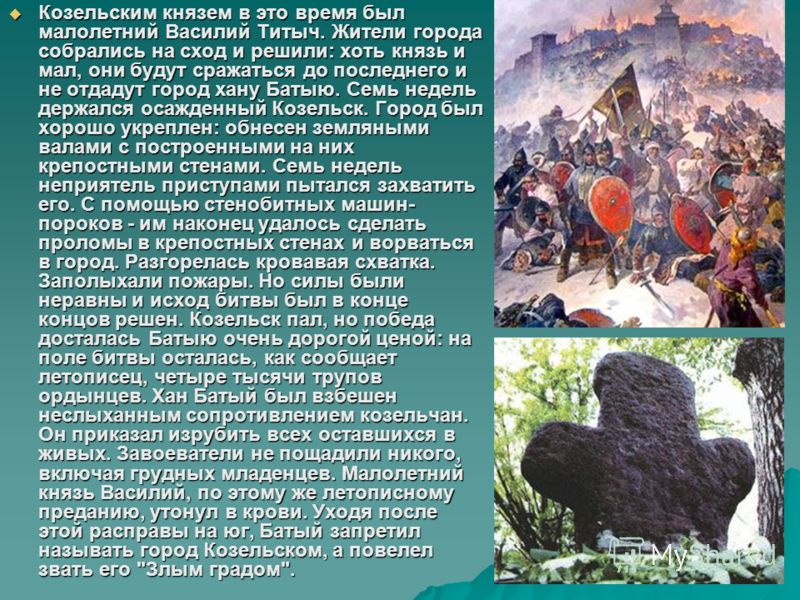 Козельским князем в это время был
малолетний Василий Титыч. Жители города
собрались на сход и решили: хоть князь и
мал, они будут сражаться до последнего и
не отдадут город хану Батыю. Семь недель
держался осажденный Козельск. Город был
хорошо укреплен: обнесен земляными
валами с построенными на них
крепостными стенами. Семь недель
неприятель приступами пытался захватить
его. С помощью стенобитных машин-
пороков - им наконец удалось сделать
проломы в крепостных стенах и ворваться
в город. Разгорелась кровавая схватка.
Заполыхали пожары. Но силы были
неравны и исход битвы был в конце
концов решен. Козельск пал, но победа
досталась Батыю очень дорогой ценой: на
поле битвы осталась, как сообщает
летописец, четыре тысячи трупов
ордынцев. Хан Батый был взбешен
неслыханным сопротивлением козельчан.
Он приказал изрубить всех оставшихся в
живых. Завоеватели не пощадили никого,
включая грудных младенцев. Малолетний
князь Василий, по этому же летописному
преданию, утонул в крови. Уходя после
этой расправы на юг, Батый запретил
называть город Козельском, а повелел
звать его "Злым градом".
MyShared